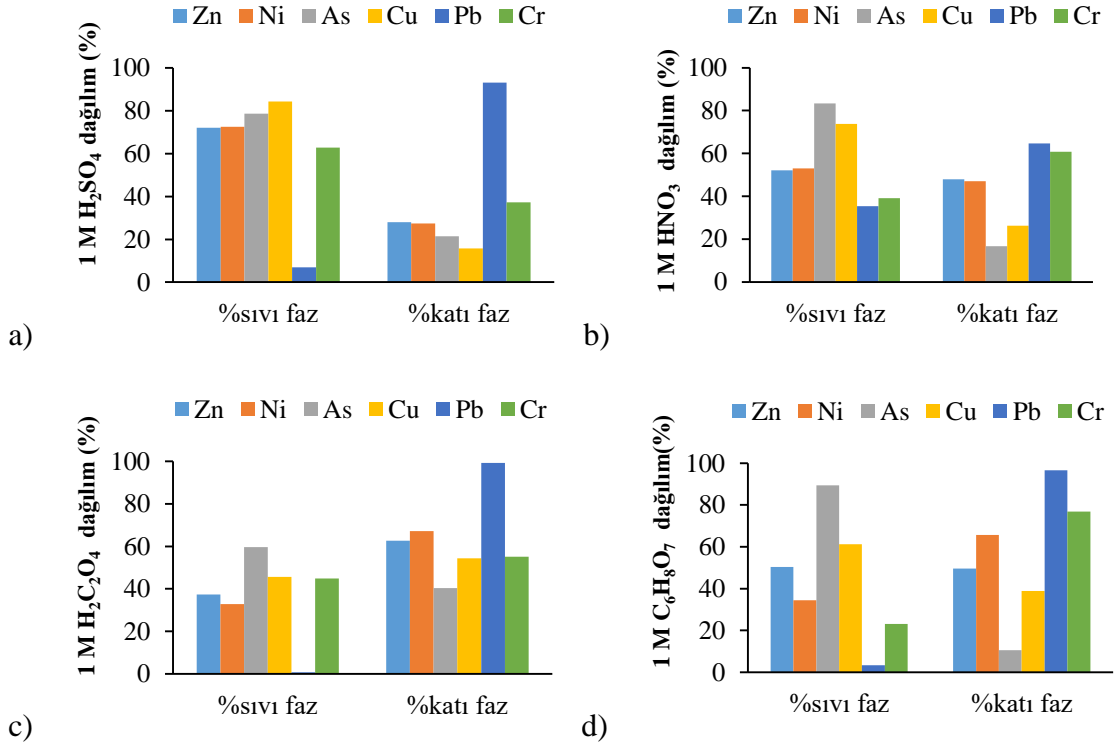 Zn Ni As Cu Pb Cr
1 M H₂SO₄ dağılım (%)
100
80
60
40
20
0
%sıvı faz %katı faz
a)
Zn Ni As Cu Pb Cr
1 M HNO₃ dağılım (%)
100
80
60
40
20
0
%sıvı faz %katı faz
b)
Zn Ni As Cu Pb Cr
1 M H₂C₂O₄ dağılım (%)
100
80
60
40
20
0
%sıvı faz %katı faz
c)
Zn Ni As Cu Pb Cr
1 M C₆H₈O₇ dağılım(%)
100
80
60
40
20
0
%sıvı faz %katı faz
d)